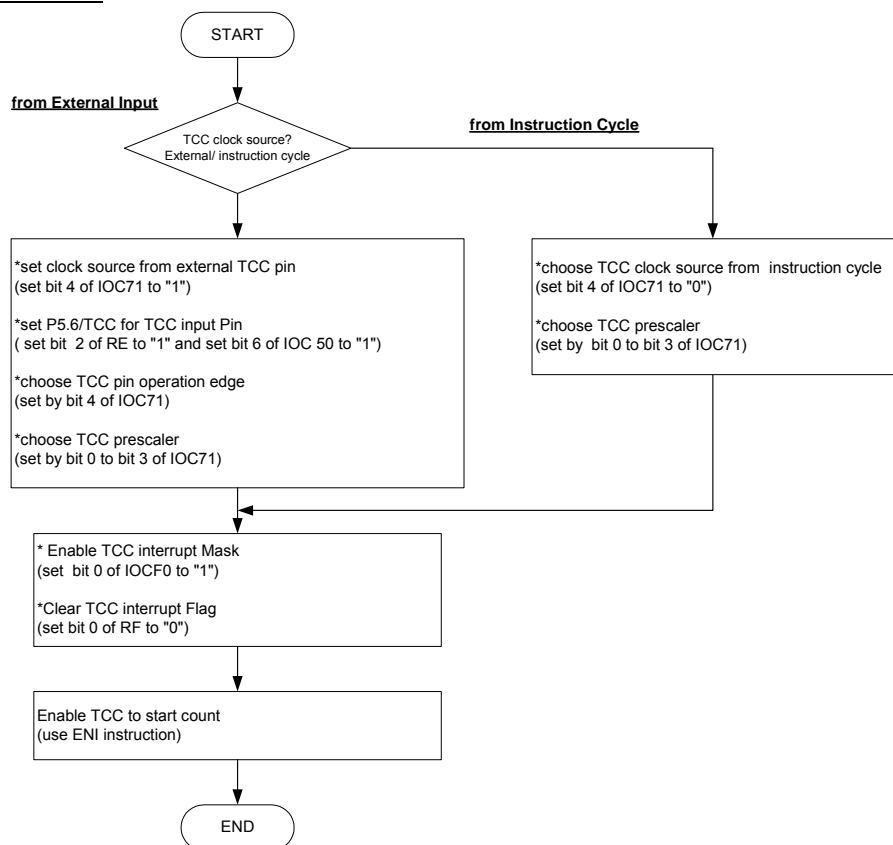 START
from External Input
TCC clock source?
External/ instruction cycle
from Instruction Cycle
*set clock source from external TCC pin
(set bit 4 of IOC71 to "1")
*set P5.6/TCC for TCC input Pin
( set bit  2 of RE to "1" and set bit 6 of IOC 50 to "1")
*choose TCC pin operation edge
(set by bit 4 of IOC71)
*choose TCC prescaler
(set by bit 0 to bit 3 of IOC71)
*choose TCC clock source from  instruction cycle
(set bit 4 of IOC71 to "0")
*choose TCC prescaler
(set by  bit 0 to bit 3 of IOC71)
* Enable TCC interrupt Mask
(set  bit 0 of IOCF0 to "1")
*Clear TCC interrupt Flag
(set bit 0 of RF to "0")
Enable TCC to start count
(use ENI instruction)
END